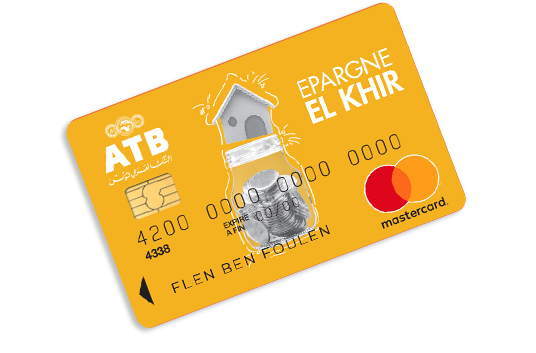 EPARGNE
EL KHIR
ATB
4200 0000 0000 0000
4338
EXPIRE
A FIN
00/00
FLEN BEN FOULEN
mastercard